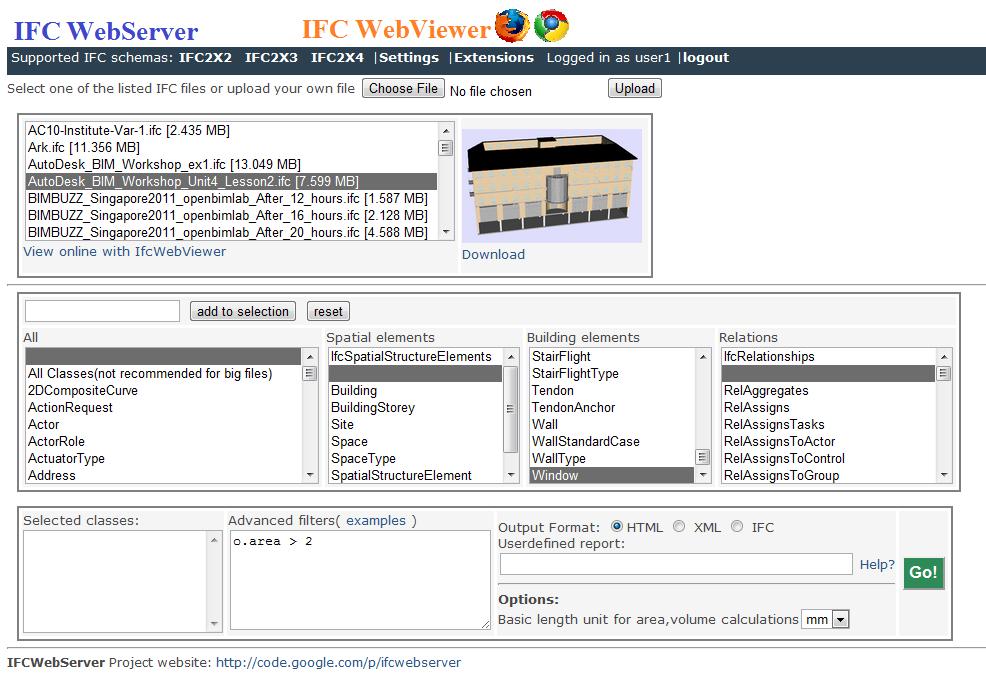 IFC WebServer IFC WebViewer
Supported IFC schemas: IFC2X2 IFC2X3 IFC2X4 |Settings |Extensions Logged in as user1 |logout
Select one of the listed IFC files or upload your own file Choose File No file chosen Upload
AC10-Institute-Var-1.ifc [2.435 MB]
Ark.ifc [11.356 MB]
AutoDesk_BIM_Workshop_ex1.ifc [13.049 MB]
AutoDesk_BIM_Workshop_Unit4_Lesson2.ifc [7.599 MB]
BIMBUZZ_Singapore2011_openbimlab_After_12_hours.ifc [1.587 MB]
BIMBUZZ_Singapore2011_openbimlab_After_16_hours.ifc [2.128 MB]
BIMBUZZ_Singapore2011_openbimlab_After_20_hours.ifc [4.588 MB]
View online with IfcWebViewer
Download
add to selection reset
All
All Classes(not recommended for big files)
2DCompositeCurve
ActionRequest
Actor
ActorRole
ActuatorType
Address
Spatial elements
IfcSpatialStructureElements
Building
BuildingStorey
Site
Space
SpaceType
SpatialStructureElement
Building elements
StairFlight
StairFlightType
Tendon
TendonAnchor
Wall
WallStandardCase
WallType
Window
Relations
IfcRelationships
RelAggregates
RelAssigns
RelAssignsTasks
RelAssignsToActor
RelAssignsToControl
RelAssignsToGroup
Selected classes:
Advanced filters( examples )
o.area > 2
Output Format: HTML XML IFC
Userdefined report:
Help?
Options:
Basic length unit for area,volume calculations mm
Go!
IFCWebServer Project website: http://code.google.com/p/ifcwebserver